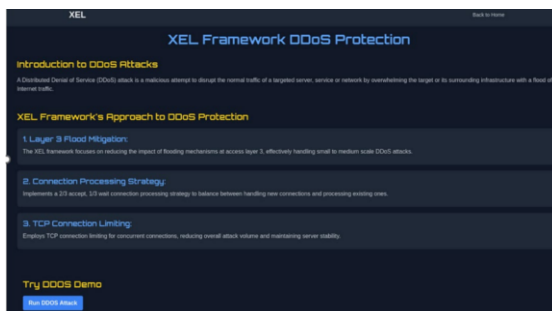 XEL
Back to Home
XEL Framework DDoS Protection
Introduction to DDoS Attacks
A Distributed Denial of Service (DDoS) attack is a malicious attempt to disrupt the normal traffic of a targeted server, service or network by overwhelming the target or its surrounding infrastructure with a flood of
Internet traffic.
XEL Framework's Approach to DDoS Protection
1. Layer 3 Flood Mitigation:
The XEL framework focuses on reducing the impact of flooding mechanisms at access layer 3, effectively handling small to medium scale DDoS attacks.
2. Connection Processing Strategy:
Implements a 2/3 accept, 1/3 wait connection processing strategy to balance between handling new connections and processing existing ones.
3. TCP Connection Limiting:
Employs TCP connection limiting for concurrent connections, reducing overall attack volume and maintaining server stability.
Try DDOS Demo
Run DDOS Attack